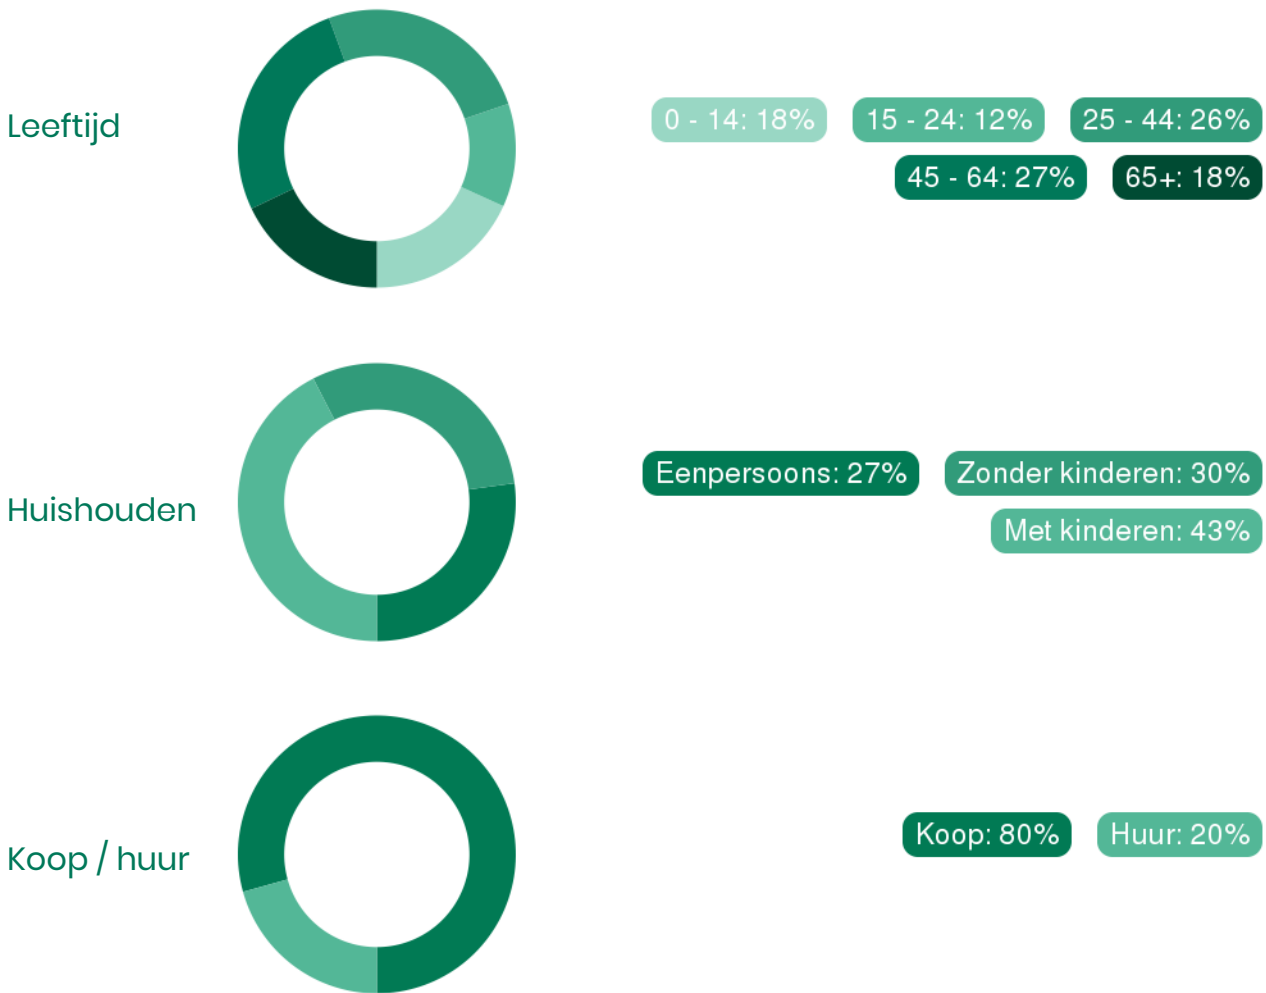 Leeftijd
0 - 14: 18% 15 - 24: 12% 25 - 44: 26%
45 - 64: 27% 65+: 18%
Huishouden
Eenpersoons: 27% Zonder kinderen: 30%
Met kinderen: 43%
Koop / huur
Koop: 80% Huur: 20%